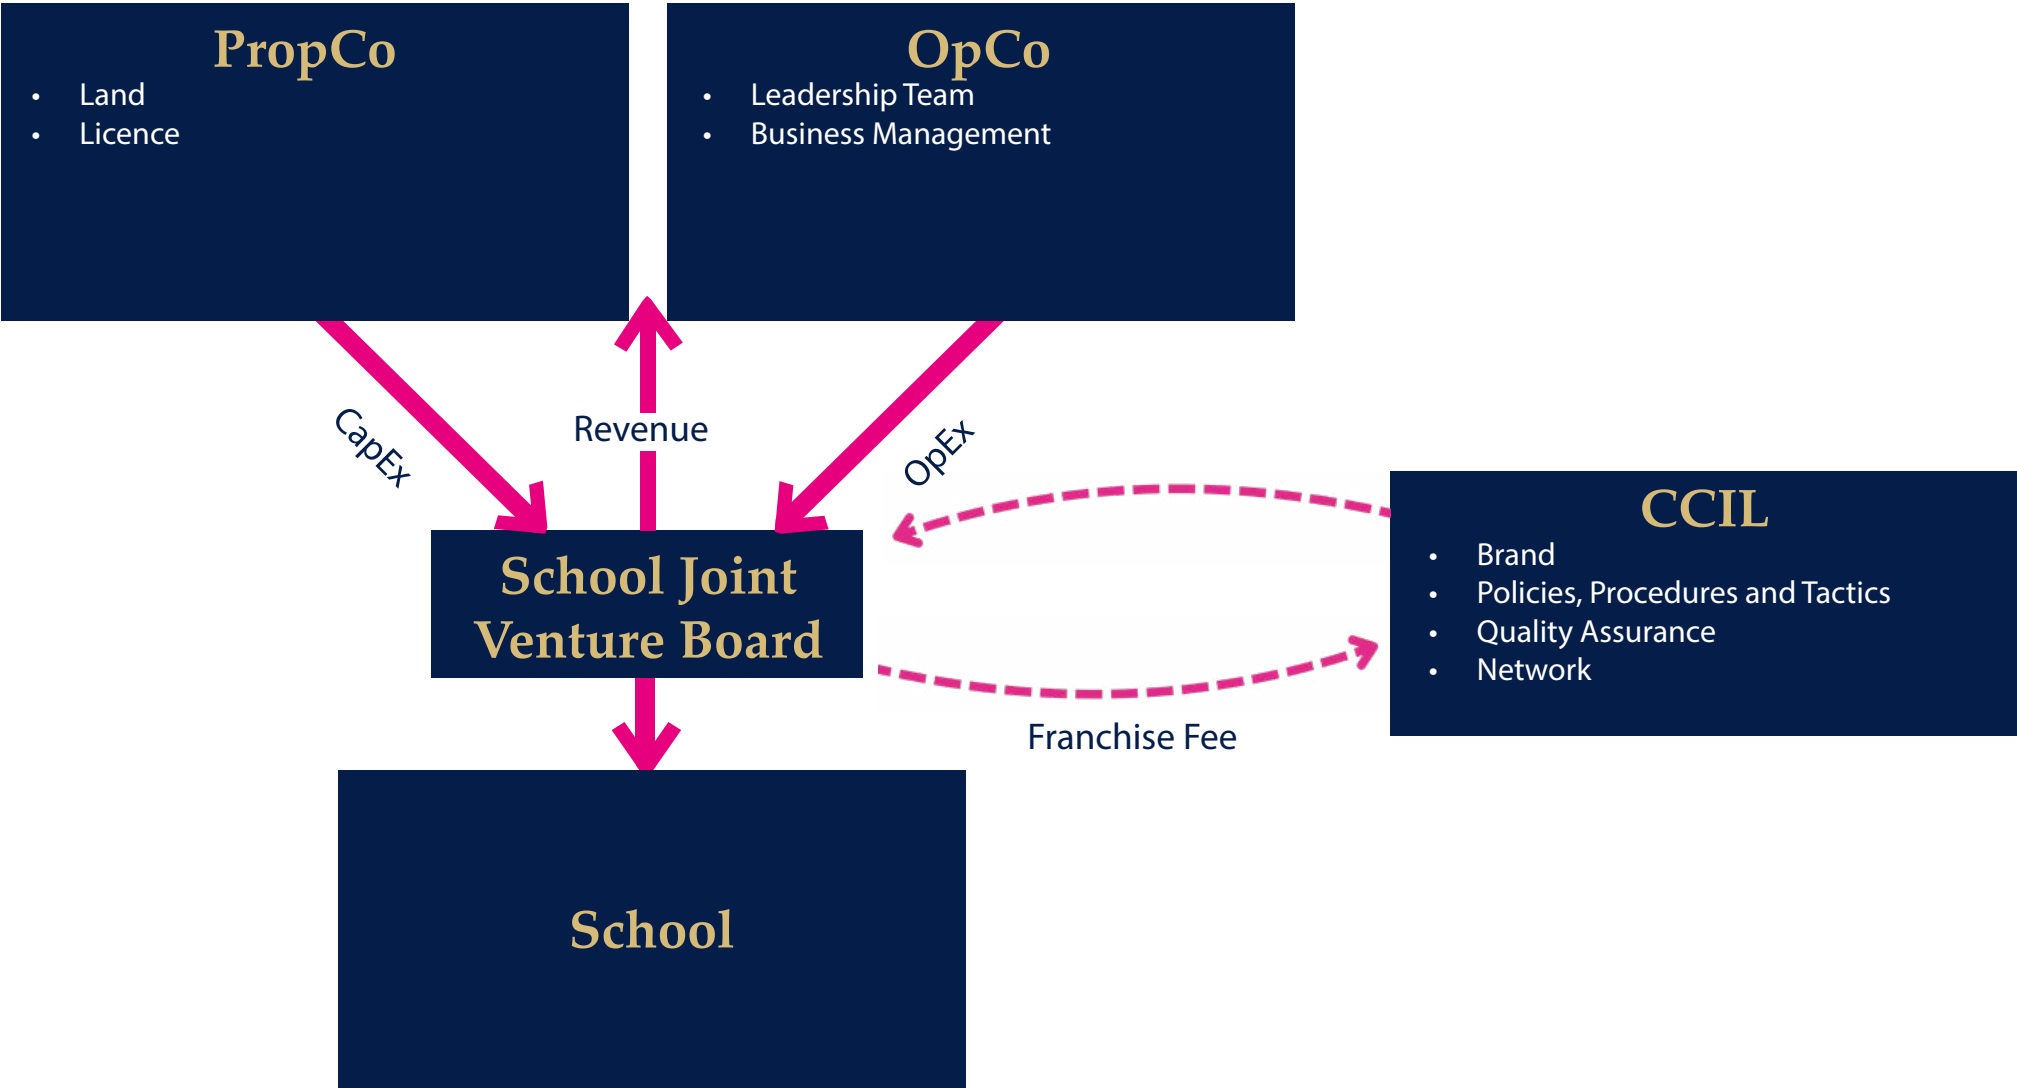 PropCo
• Land
• Licence
OpCo
• Leadership Team
• Business Management
CapEx
Revenue
OpEx
School Joint
Venture Board
CCIL
• Brand
• Policies, Procedures and Tactics
• Quality Assurance
• Network
Franchise Fee
School